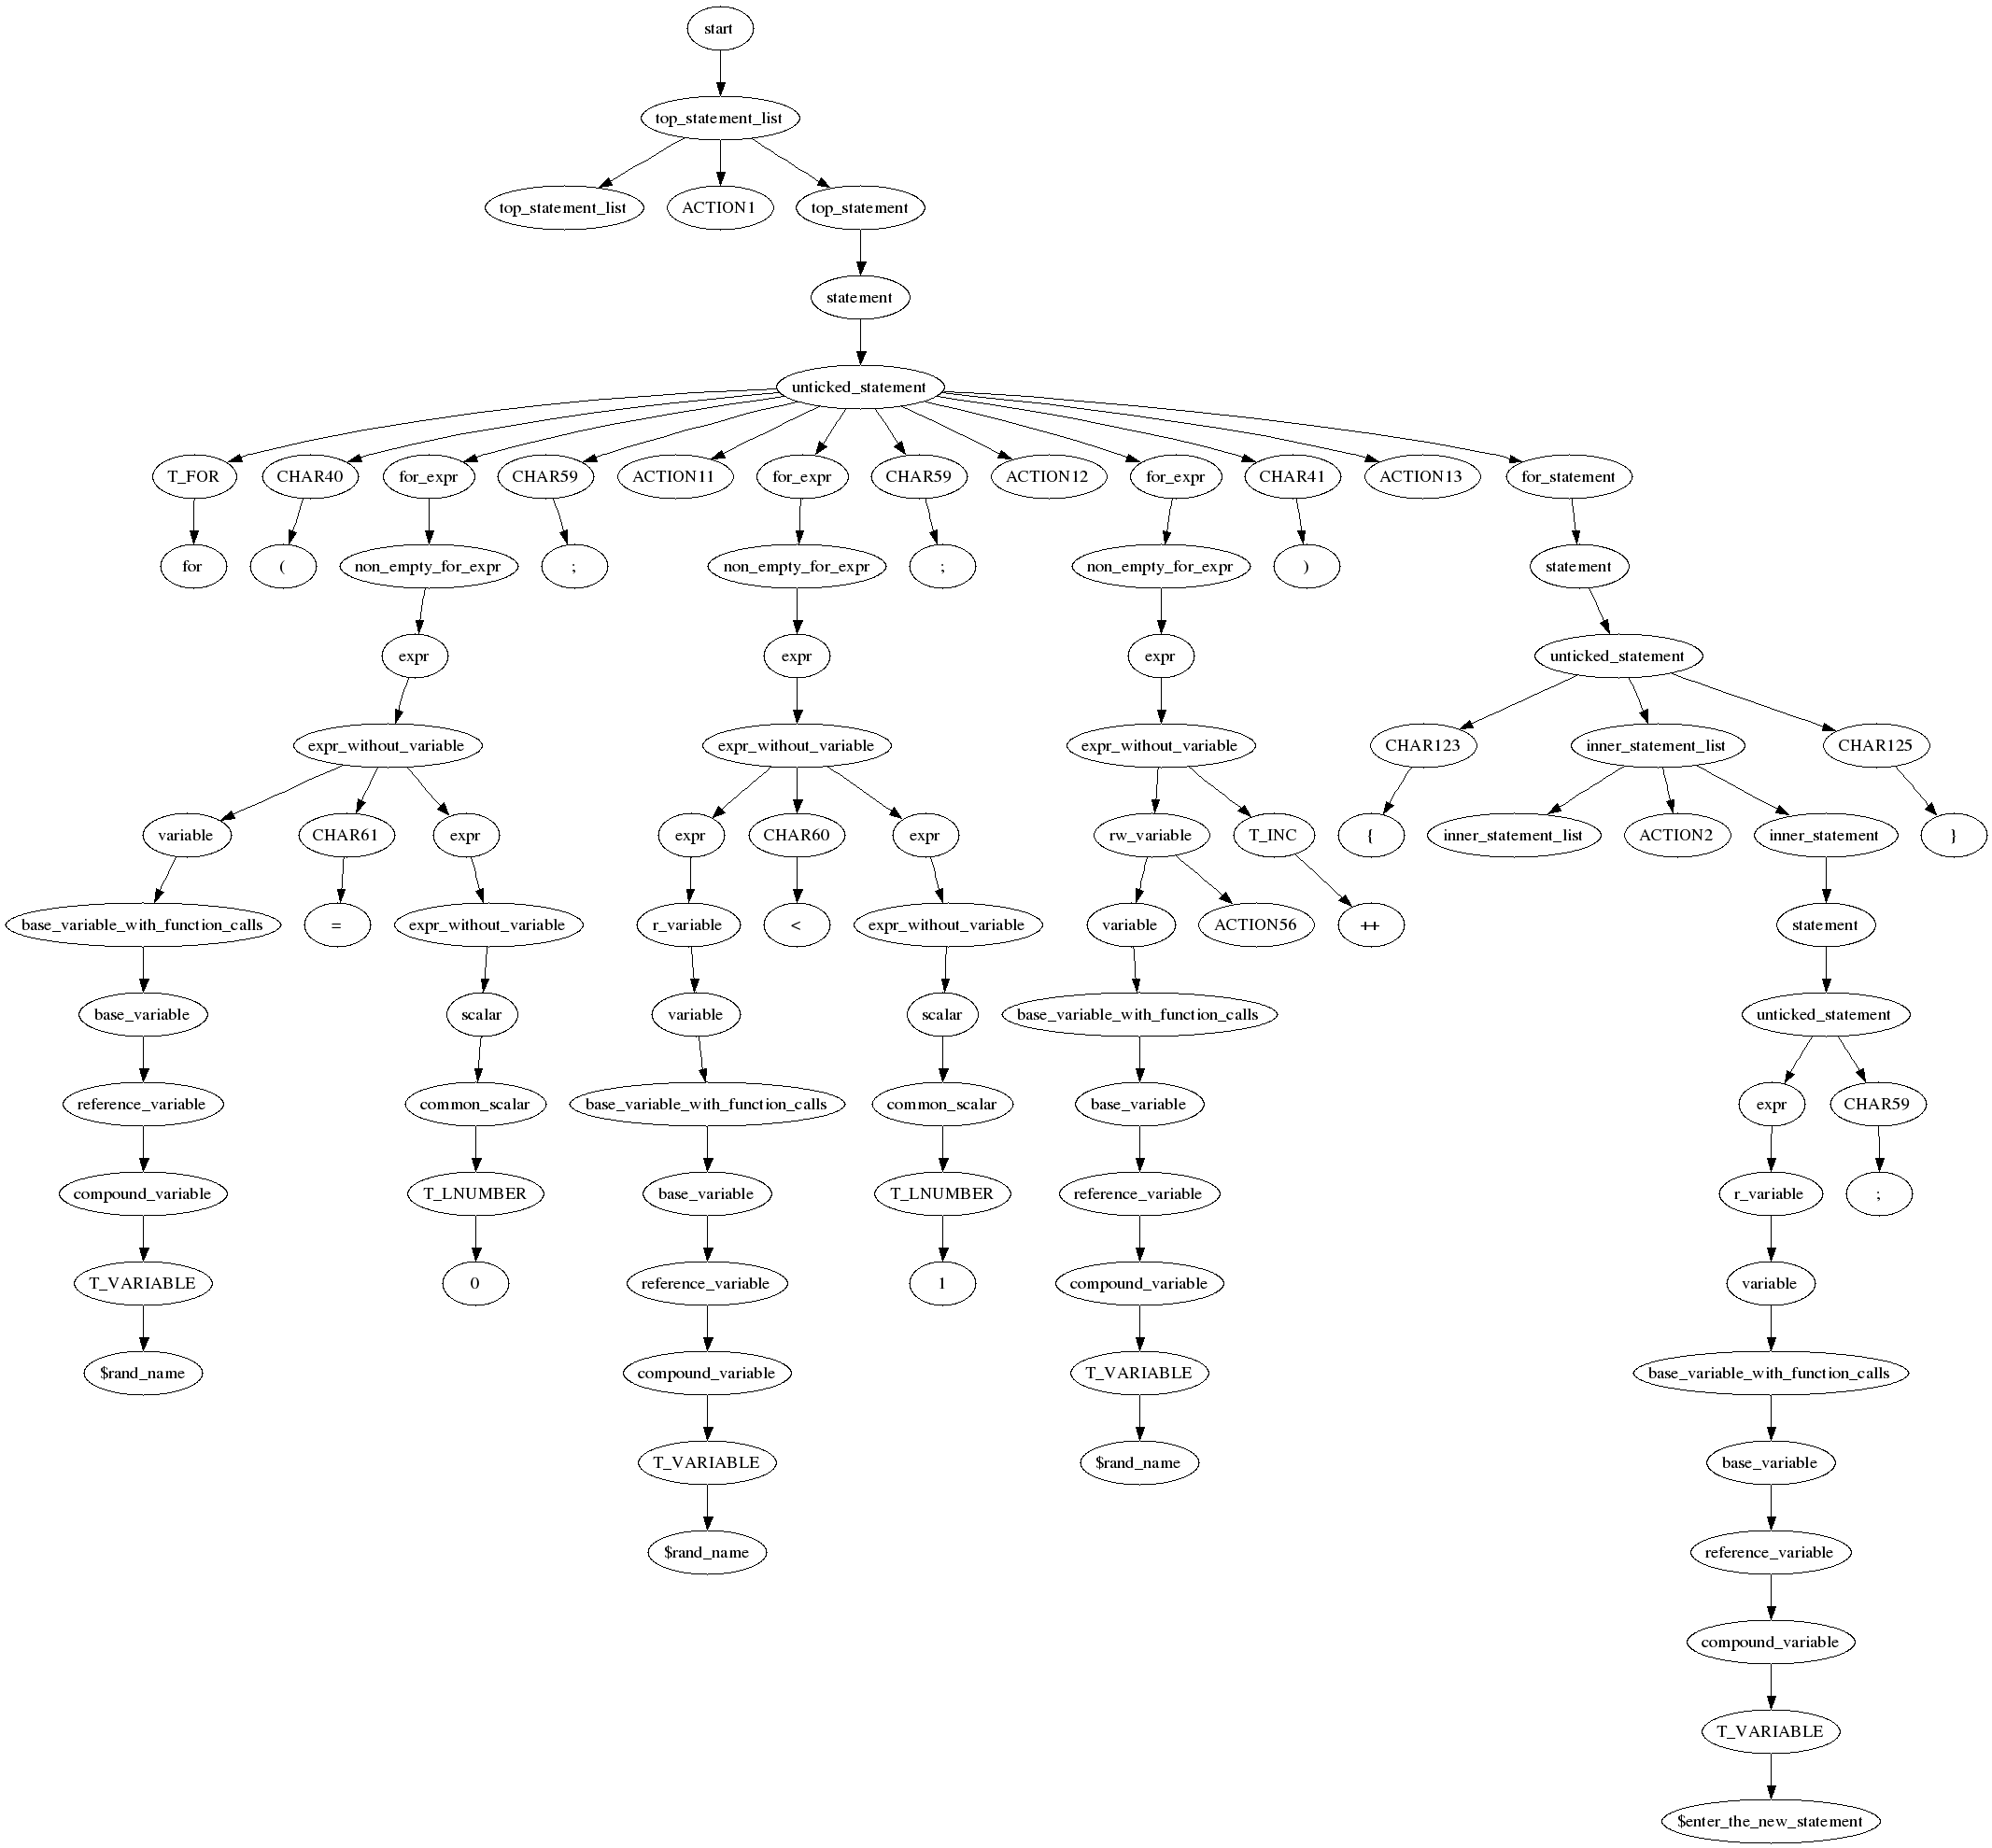 start
top_statement_list
top_statement_list ACTION1 top_statement
statement
unticked_statement
T_FOR CHAR40 for_expr CHAR59 ACTION11 for_expr CHAR59 ACTION12 for_expr CHAR41 ACTION13 for_statement
for ( non_empty_for_expr ; non_empty_for_expr ; non_empty_for_expr ) statement
expr expr expr unticked_statement
expr_without_variable expr_without_variable expr_without_variable CHAR123 inner_statement_list CHAR125
variable CHAR61 expr expr CHAR60 expr rw_variable T_INC { inner_statement_list ACTION2 inner_statement }
base_variable_with_function_calls = expr_without_variable r_variable < expr_without_variable variable ACTION56 ++ statement
base_variable scalar variable scalar base_variable_with_function_calls unticked_statement
reference_variable common_scalar base_variable_with_function_calls common_scalar base_variable expr CHAR59
compound_variable T_LNUMBER base_variable T_LNUMBER reference_variable r_variable ;
T_VARIABLE 0 reference_variable 1 compound_variable variable
$rand_name compound_variable T_VARIABLE base_variable_with_function_calls
T_VARIABLE $rand_name base_variable
$rand_name reference_variable
compound_variable
T_VARIABLE
$enter_the_new_statement